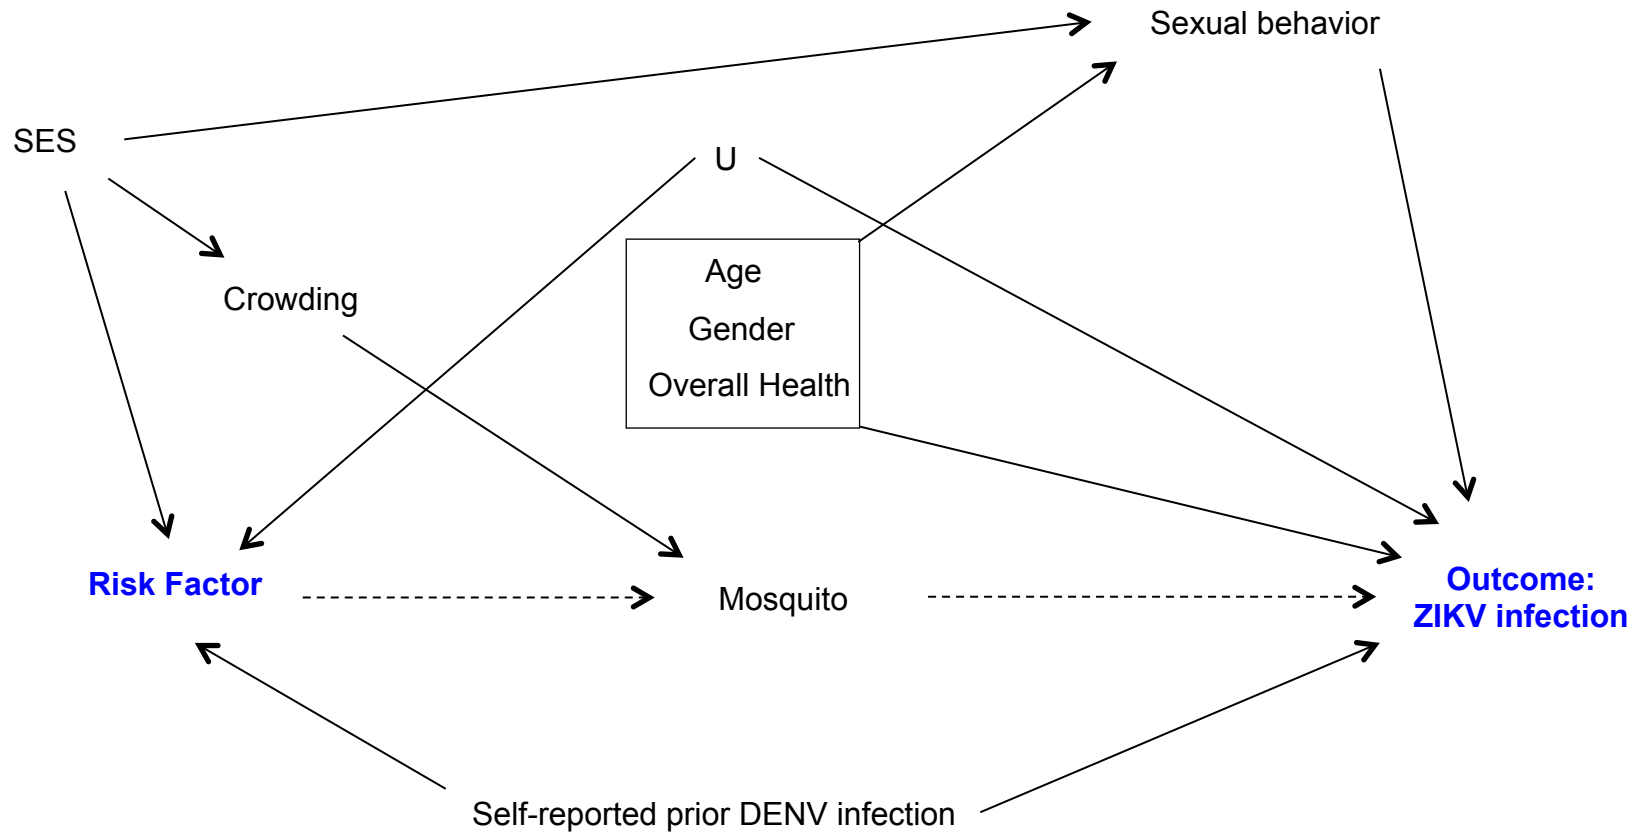 Sexual behavior
SES
U
Age
Crowding
Gender
Overall Health
Risk Factor
Mosquito
Outcome:
ZIKV infection
Self-reported prior DENV infection